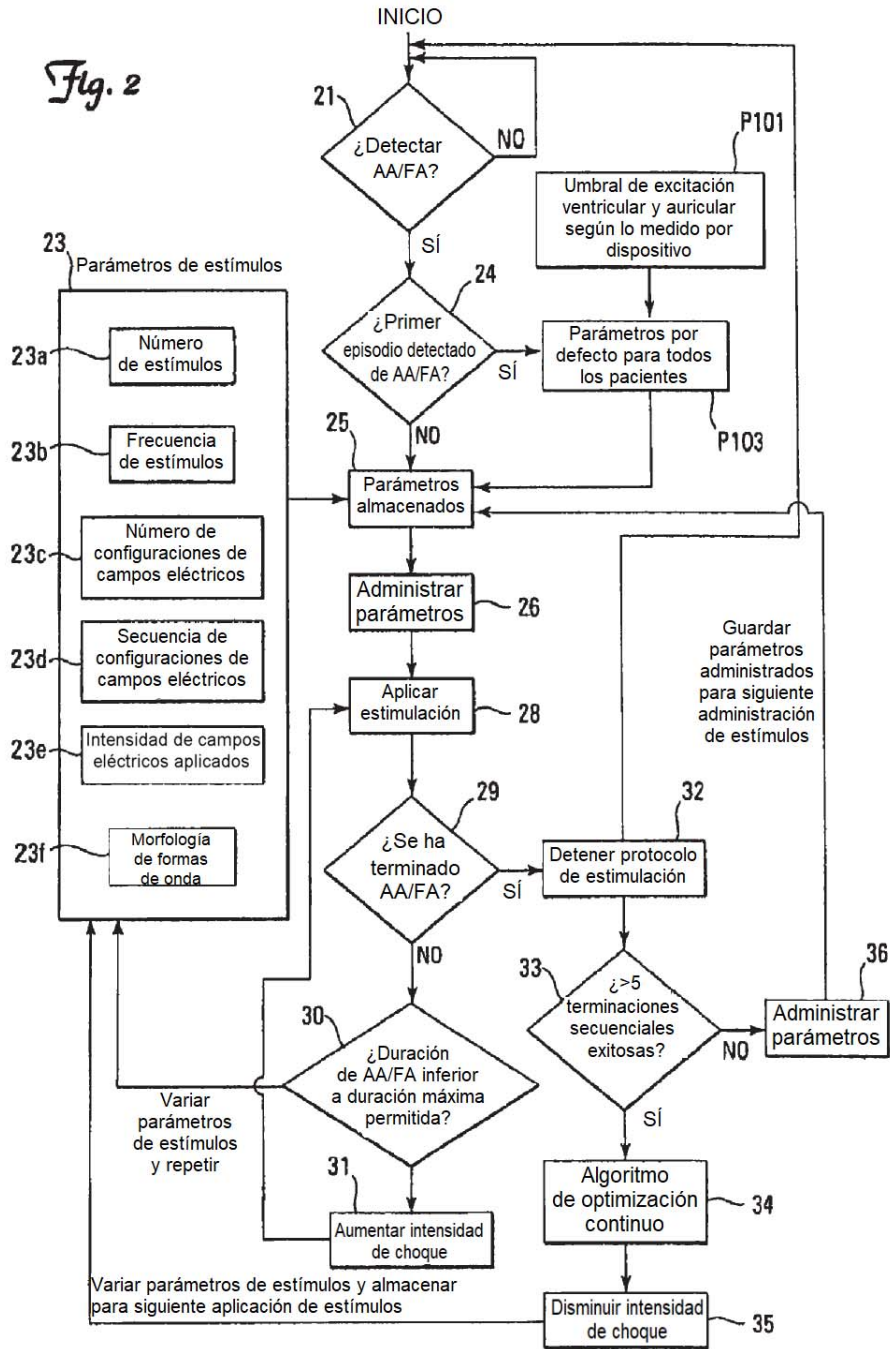 INICIO
Fig. 2
21
¿Detectar
AA/FA?
NO
SÍ
P101
Umbral de excitación
ventricular y auricular
según lo medido por
dispositivo
23
Parámetros de estímulos
24
¿Primer
episodio detectado
de AA/FA?
SÍ
NO
Parámetros por
defecto para todos
los pacientes
P103
23a
Número
de estímulos
23b
Frecuencia
de estímulos
25
Parámetros
almacenados
23c
Número de
configuraciones de
campos eléctricos
Administrar
parámetros
26
23d
Secuencia de
configuraciones de
campos eléctricos
Guardar
parámetros
administrados
para siguiente
administración
de estímulos
Aplicar
estimulación
28
23e
Intensidad de campos
eléctricos aplicados
23f
Morfología
de formas
de onda
29
¿Se ha
terminado
AA/FA?
SÍ
NO
32
Detener protocolo
de estimulación
33
¿>5
terminaciones
secuenciales
exitosas?
NO
SÍ
36
Administrar
parámetros
30
¿Duración
de AA/FA inferior
a duración máxima
permitida?
Variar
parámetros
de estímulos
y repetir
31
Aumentar intensidad
de choque
Algoritmo
de optimización
continuo
34
Variar parámetros de estímulos y almacenar
para siguiente aplicación de estímulos
Disminuir intensidad
de choque
35